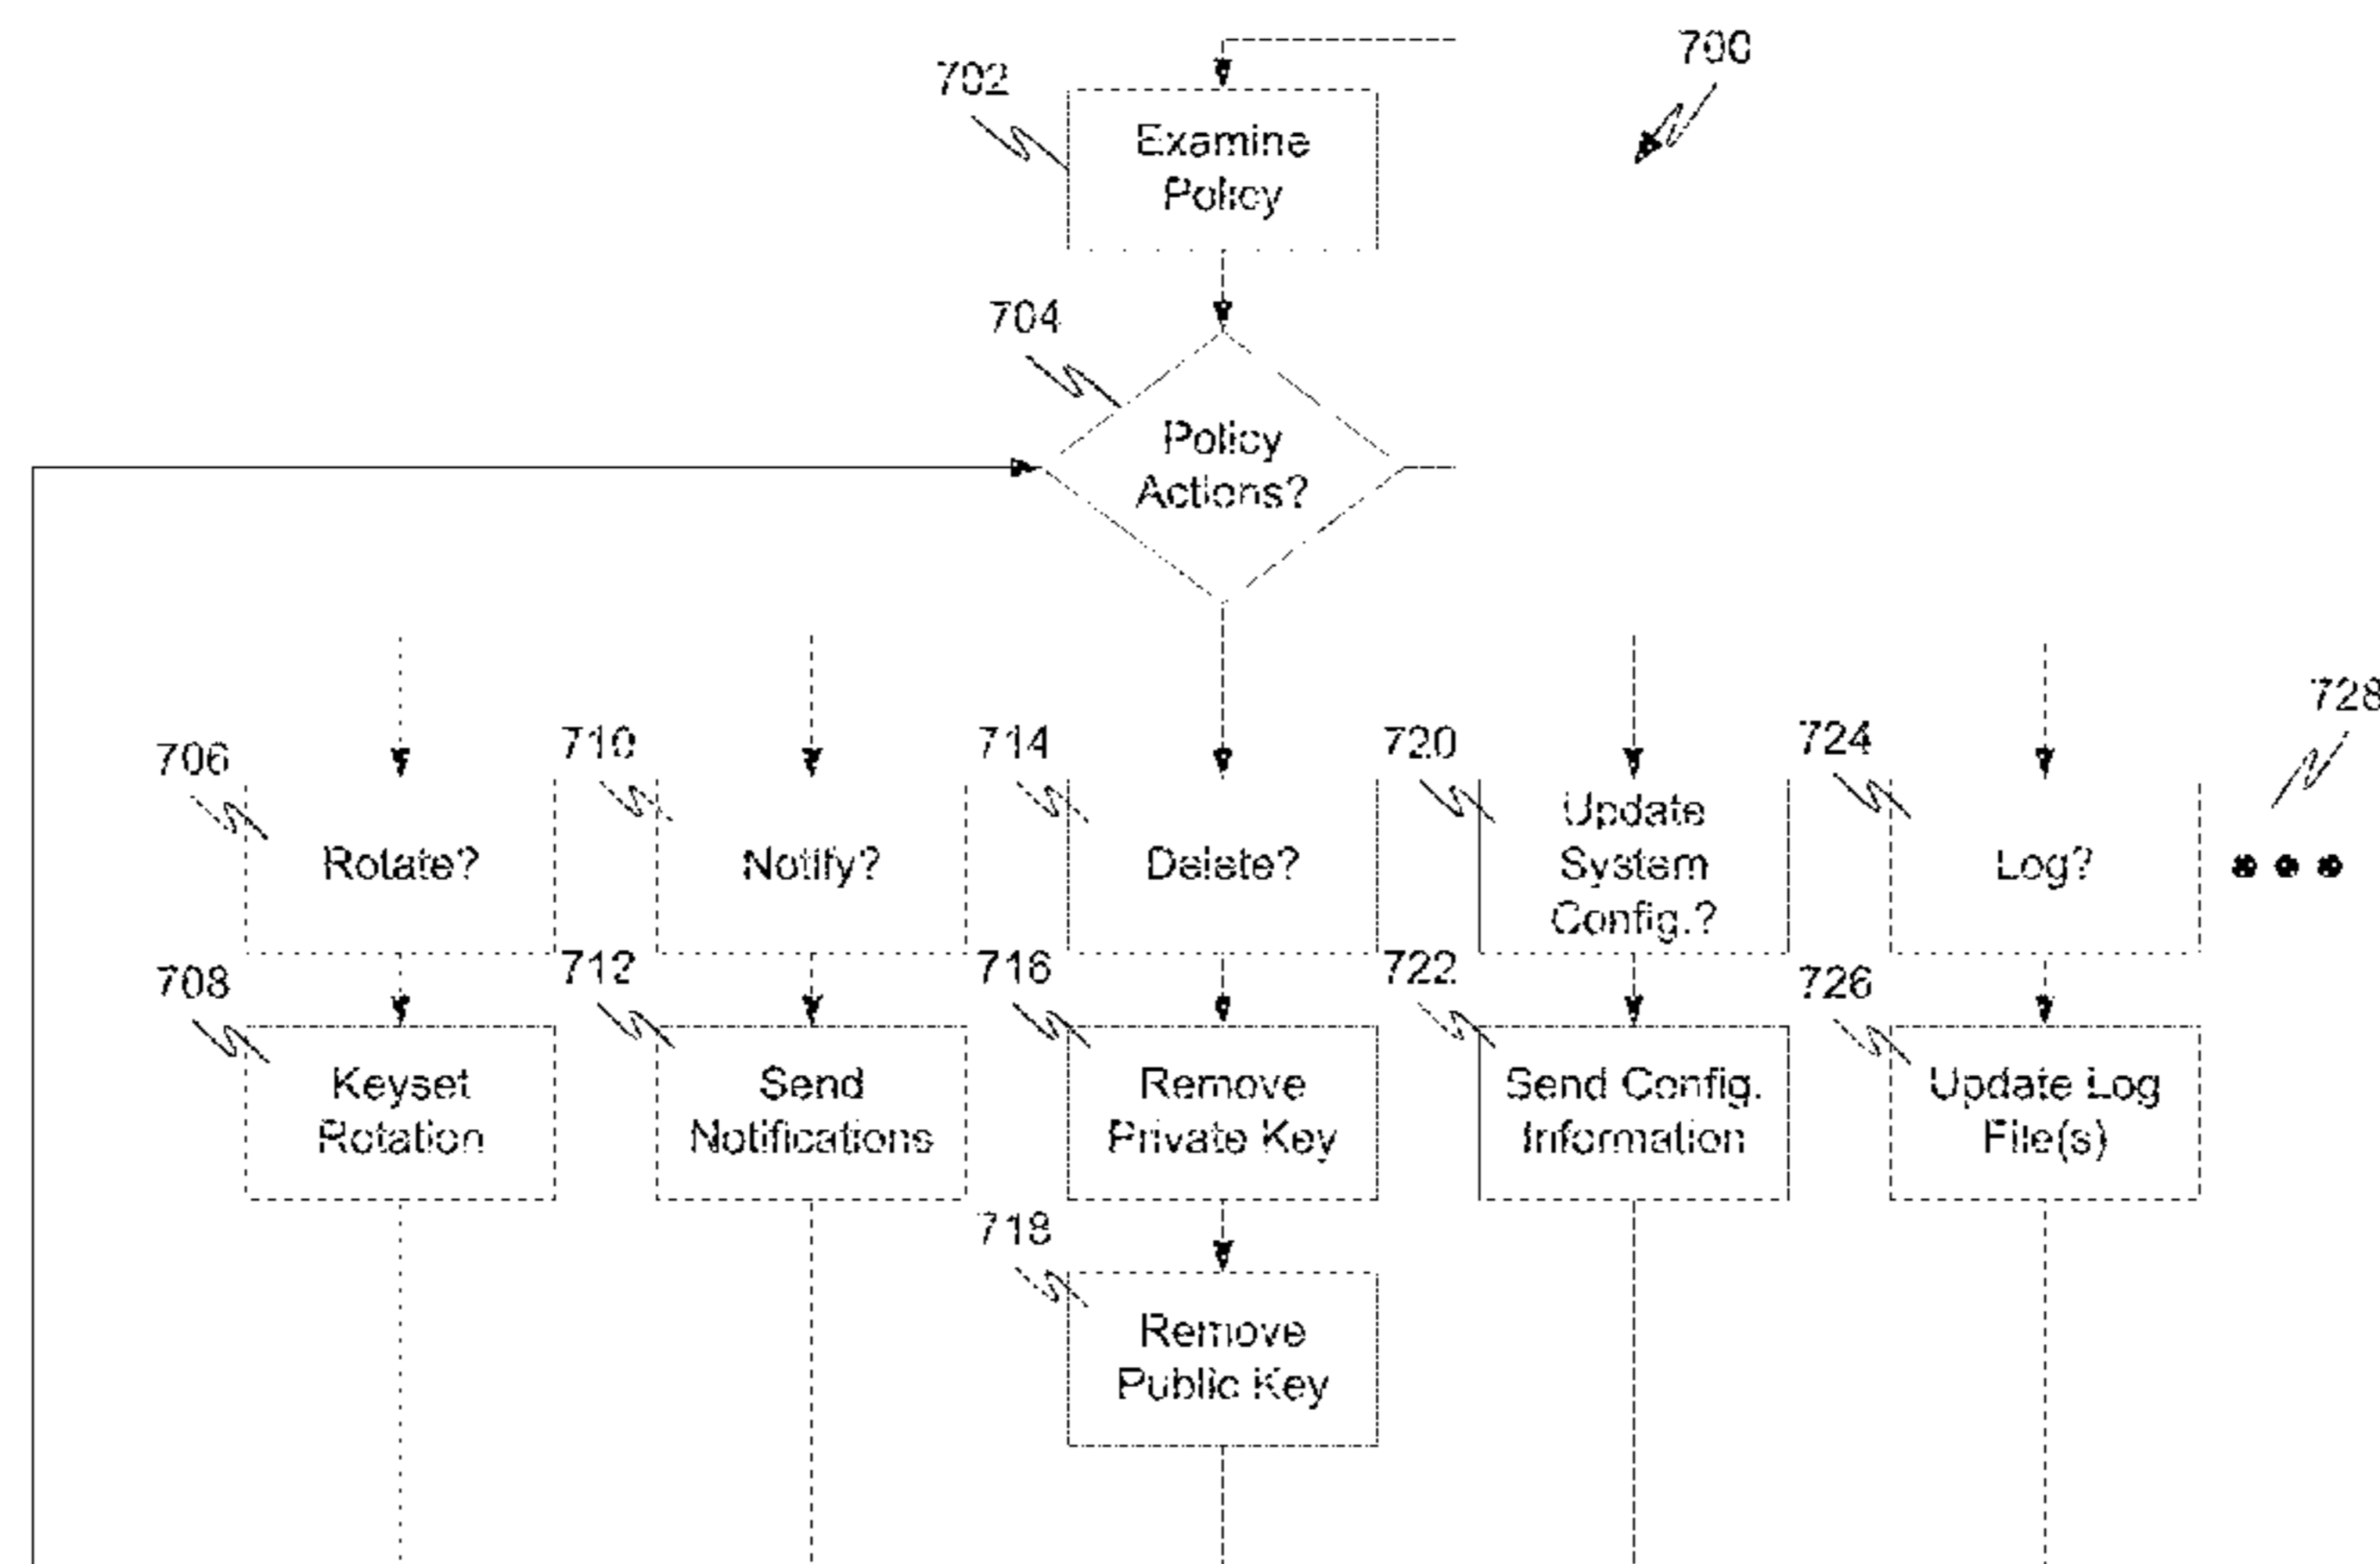 700
702
Examine
Policy
704
Policy
Actions?
706
Rotate?
710
Notify?
714
Delete?
720
Update
System
Config.?
724
Log?
728
708
Keyset
Rotation
712
Send
Notifications
716
Remove
Private Key
722
Send Config.
Information
726
Update Log
File(s)
718
Remove
Public Key